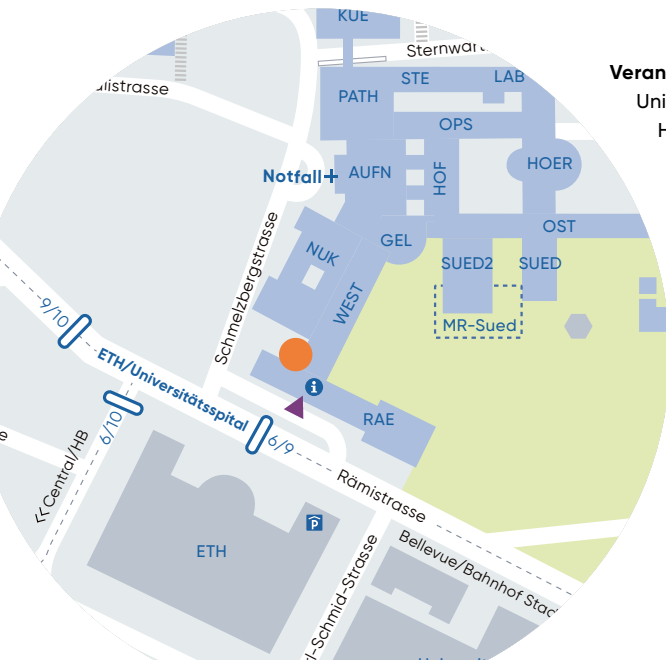 KUE
Sternwart
STE
LAB
Veran
Uni
H
PATH
OPS
alistrasse
Notfall
AUFN
HOF
HOER
OST
GEL
NUK
SUED2
SUED
WEST
MR-Sued
Schmelzbergstrasse
9/10
ETH/Universitätsspital
6/10
6/9
i
RAE
<< Central/HB
e
Rämistrasse
P
ETH
Bellevue/Bahnhof Stad
l-Schmid-Strasse